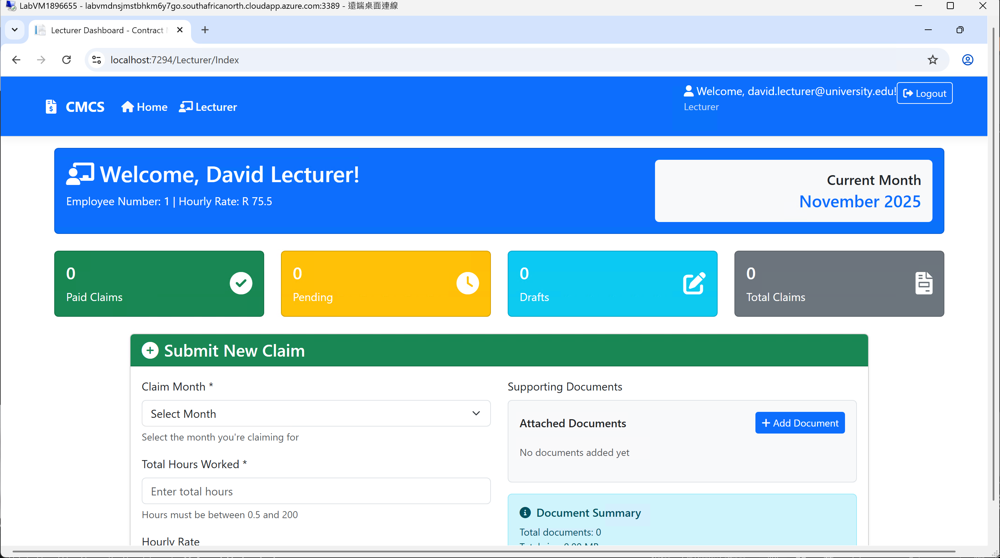 LabVM1896655 - labvmdnsjmstbhkm6y7go.southafricanorth.cloudapp.azure.com:3389 - 遠端桌面連線
Lecturer Dashboard - Contract
localhost:7294/Lecturer/Index
CMCS Home Lecturer
Welcome, david.lecturer@university.edu! Logout
Lecturer
Welcome, David Lecturer!
Employee Number: 1 | Hourly Rate: R 75.5
Current Month
November 2025
0
Paid Claims
0
Pending
0
Drafts
0
Total Claims
Submit New Claim
Claim Month *
Select Month
Select the month you're claiming for
Total Hours Worked *
Enter total hours
Hours must be between 0.5 and 200
Hourly Rate
Supporting Documents
Attached Documents
Add Document
No documents added yet
Document Summary
Total documents: 0